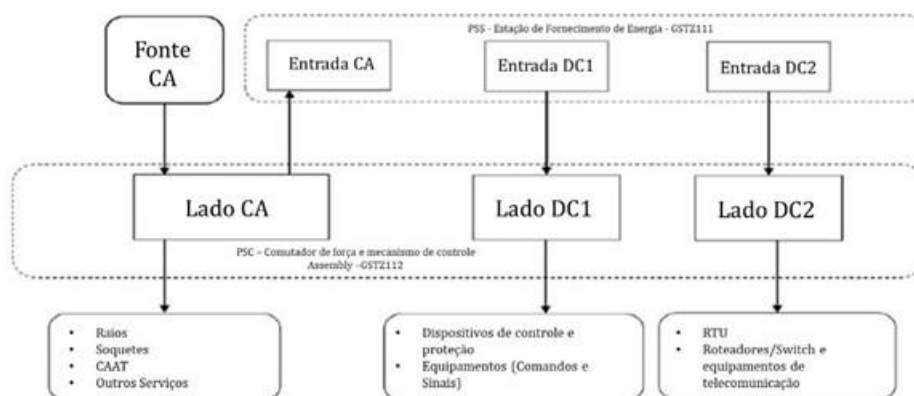 PSS - Estação de Fornecimento de Energia - GSTZ111
Fonte
CA
Entrada CA
Entrada DC1
Entrada DC2
Lado CA
Lado DC1
Lado DC2
PSC – Comutador de força e mecanismo de controle
Assembly –GSTZ112
• Raios
• Soquetes
• CAAT
• Outros Serviços
• Dispositivos de controle e
proteção
• Equipamentos (Comandos e
Sinais)
• RTU
• Roteadores/Switch e
equipamentos de
telecomunicação